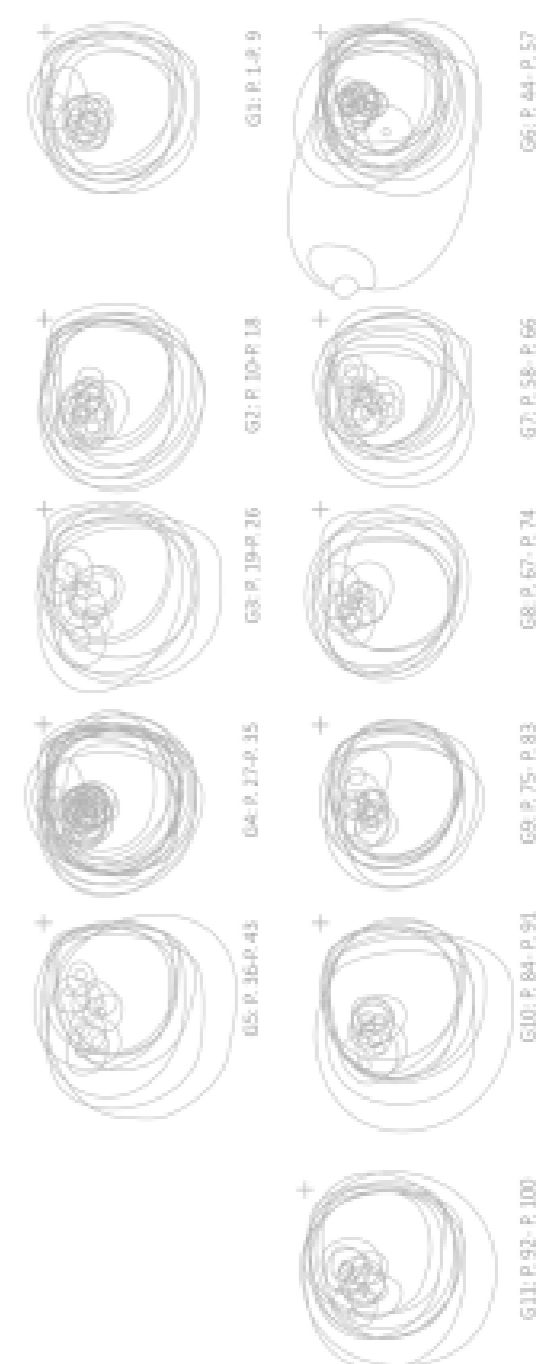 G1: P. 1-P. 9
G2: P. 10-P. 18
G3: P. 19-P. 26
G4: P. 27-P. 35
G5: P. 36-P. 43
G6: P. 44- P. 57
G7: P. 58- P. 66
G8: P. 67- P. 74
G9: P. 75- P. 83
G10: P. 84- P. 91
G11: P. 92- P. 100